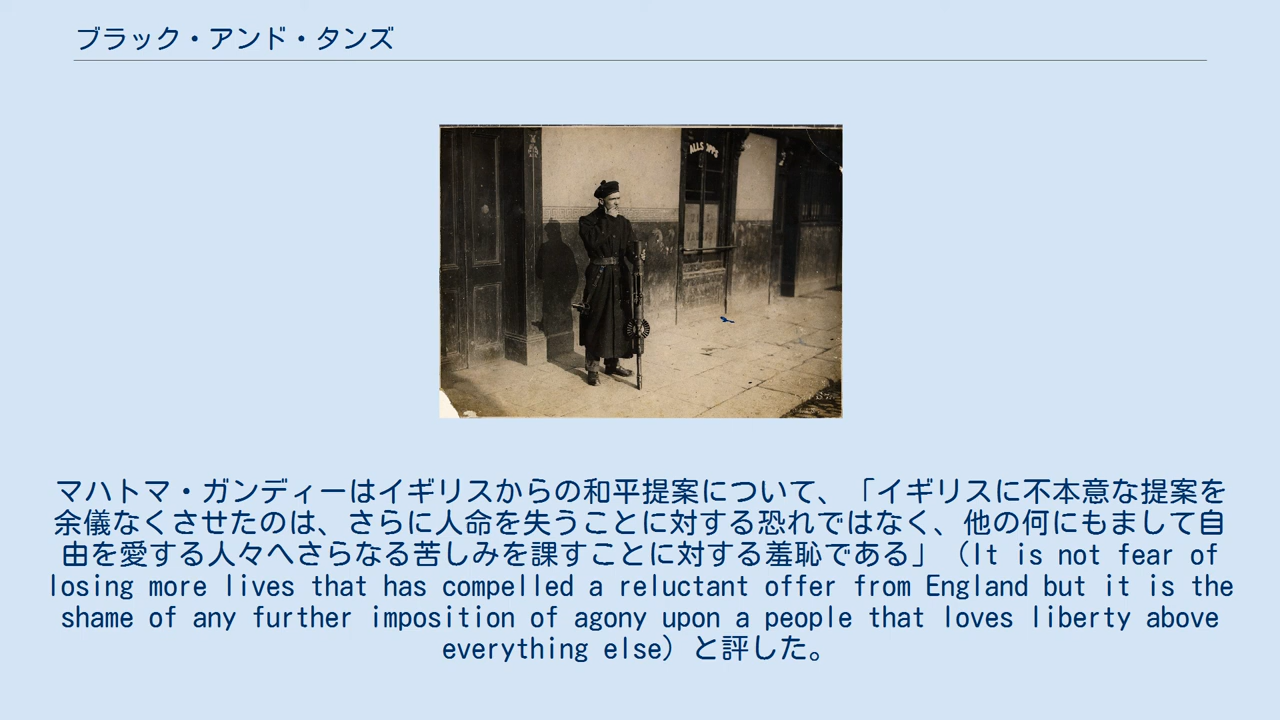 ブラック・アンド・タンズ
ALLSOPPS
マハトマ・ガンディーはイギリスからの和平提案について、「イギリスに不本意な提案を
余儀なくさせたのは、さらに人命を失うことに対する恐れではなく、他の何にもまして自
由を愛する人々へさらなる苦しみを課すことに対する羞恥である」（It is not fear of
losing more lives that has compelled a reluctant offer from England but it is the
shame of any further imposition of agony upon a people that loves liberty above
everything else）と評した。